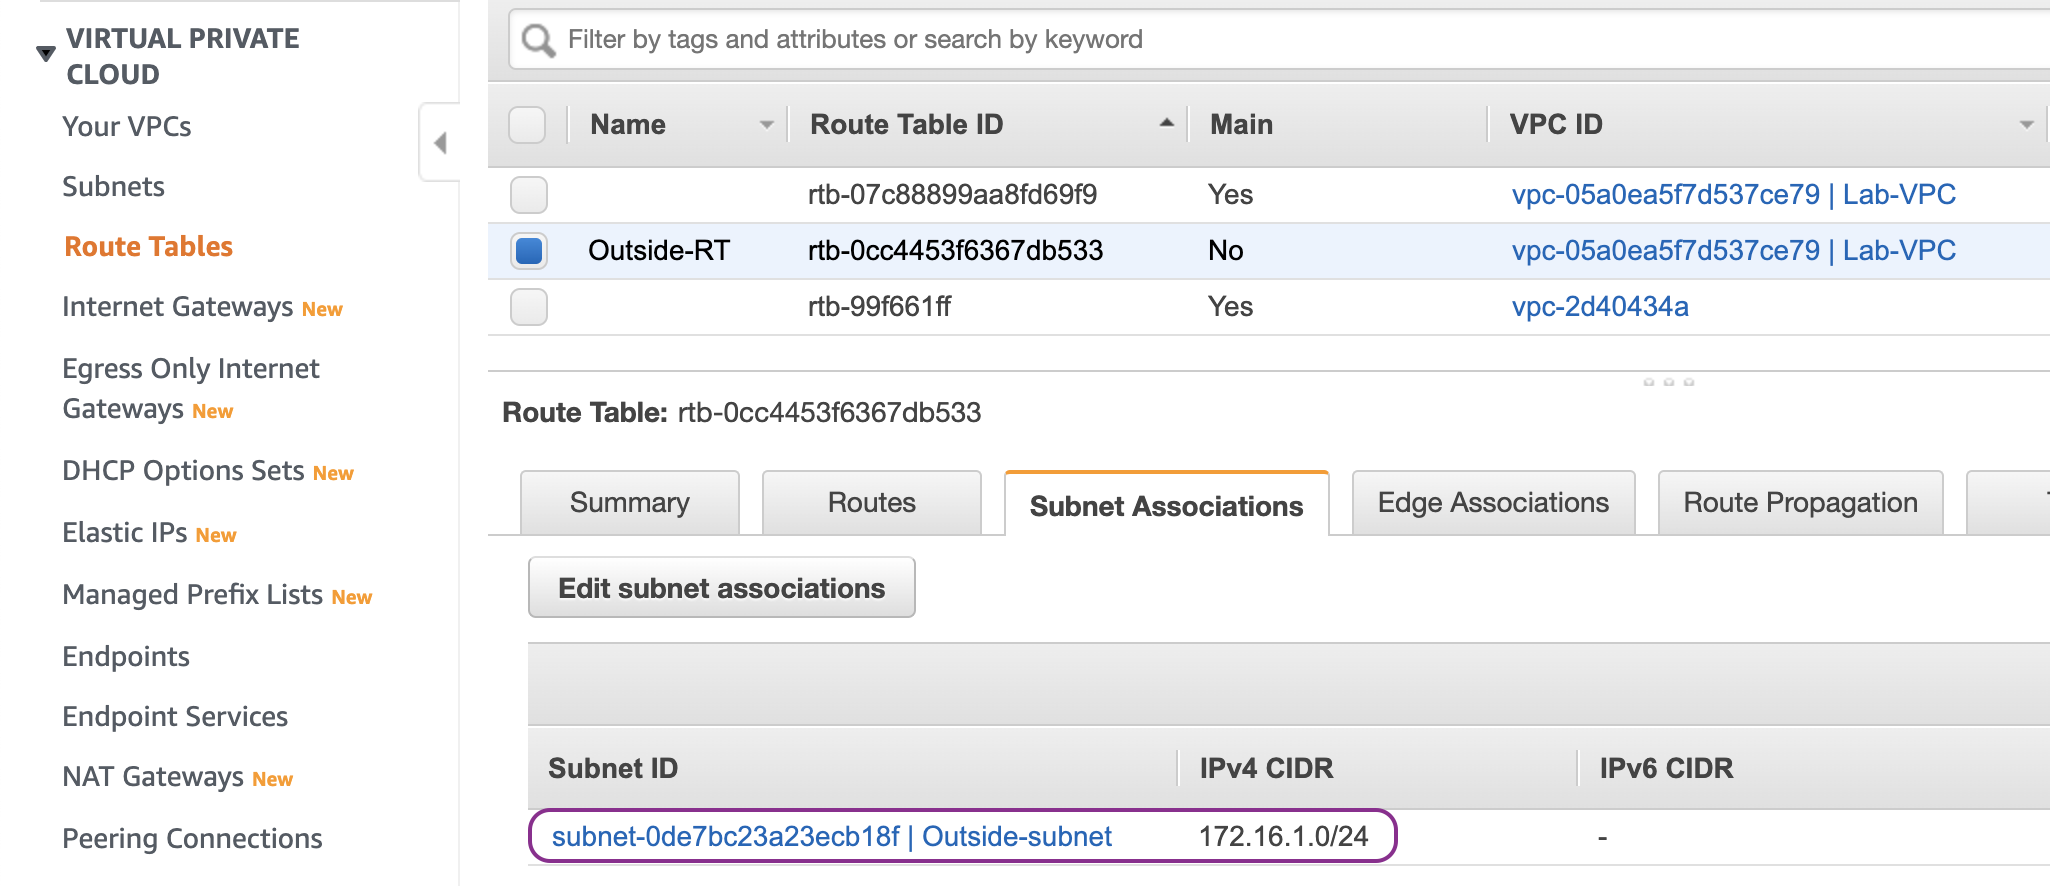 VIRTUAL PRIVATE
CLOUD
Your VPCs
Subnets
Route Tables
Internet Gateways New
Egress Only Internet
Gateways New
DHCP Options Sets New
Elastic IPs New
Managed Prefix Lists New
Endpoints
Endpoint Services
NAT Gateways New
Peering Connections
Filter by tags and attributes or search by keyword
Name Route Table ID Main VPC ID
rtb-07c88899aa8fd69f9 Yes vpc-05a0ea5f7d537ce79 | Lab-VPC
Outside-RT rtb-0cc4453f6367db533 No vpc-05a0ea5f7d537ce79 | Lab-VPC
rtb-99f661ff Yes vpc-2d40434a
Route Table: rtb-0cc4453f6367db533
Summary Routes Subnet Associations Edge Associations Route Propagation
Edit subnet associations
Subnet ID IPv4 CIDR IPv6 CIDR
subnet-0de7bc23a23ecb18f | Outside-subnet 172.16.1.0/24 -